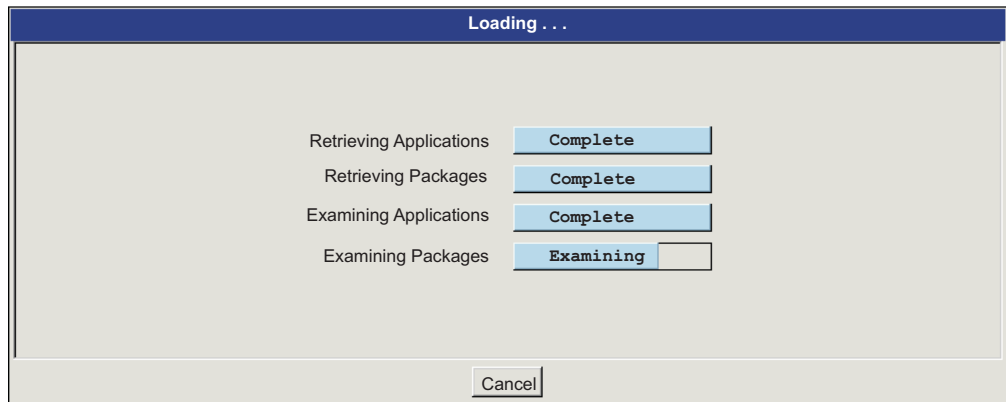 Loading . . .
Retrieving Applications Complete
Retrieving Packages Complete
Examining Applications Complete
Examining Packages Examining
Cancel